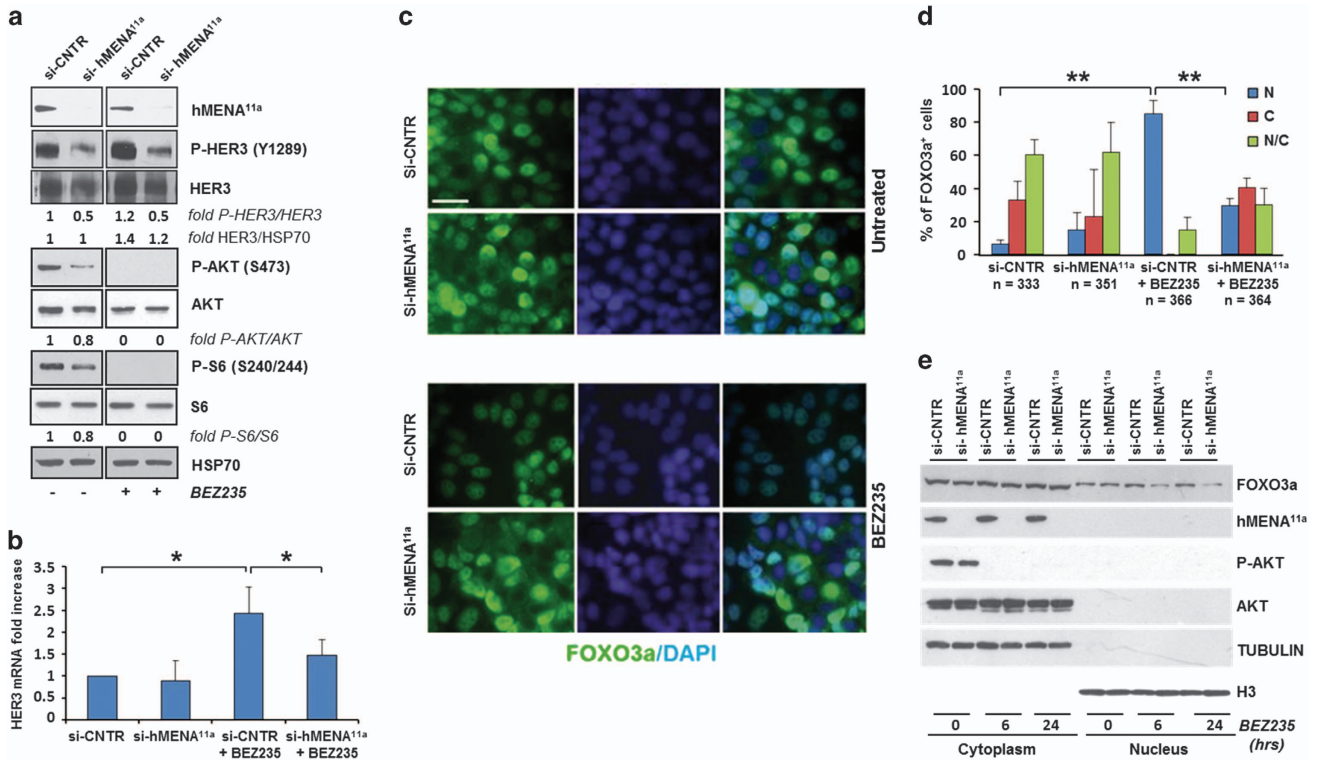 a
si-CNTR
si- hMENA11a
si-CNTR
si- hMENA11a
hMENA11a
P-HER3 (Y1289)
HER3
1 0.5 1.2 0.5 fold P-HER3/HER3
1 1 1.4 1.2 fold HER3/HSP70
P-AKT (S473)
AKT
1 0.8 0 0 fold P-AKT/AKT
P-S6 (S240/244)
S6
1 0.8 0 0 fold P-S6/S6
HSP70
- - + + BEZ235
b
HER3 mRNA fold increase
3.5
3
2.5
2
1.5
1
0.5
0
*
*
si-CNTR
si-hMENA11a
si-CNTR
+ BEZ235
si-hMENA11a
+ BEZ235
c
Si-CNTR
Si-hMENA11a
Untreated
Si-CNTR
Si-hMENA11a
BEZ235
FOXO3a/DAPI
d
% of FOXO3a+ cells
100
80
60
40
20
0
**
**
N
C
N/C
si-CNTR
n = 333
si-hMENA11a
n = 351
si-CNTR
+ BEZ235
n = 366
si-hMENA11a
+ BEZ235
n = 364
e
si-CNTR
si- hMENA11a
si-CNTR
si- hMENA11a
si-CNTR
si- hMENA11a
si-CNTR
si- hMENA11a
si-CNTR
si- hMENA11a
si-CNTR
si- hMENA11a
FOXO3a
hMENA11a
P-AKT
AKT
TUBULIN
H3
0 6 24 0 6 24 BEZ235
(hrs)
Cytoplasm Nucleus